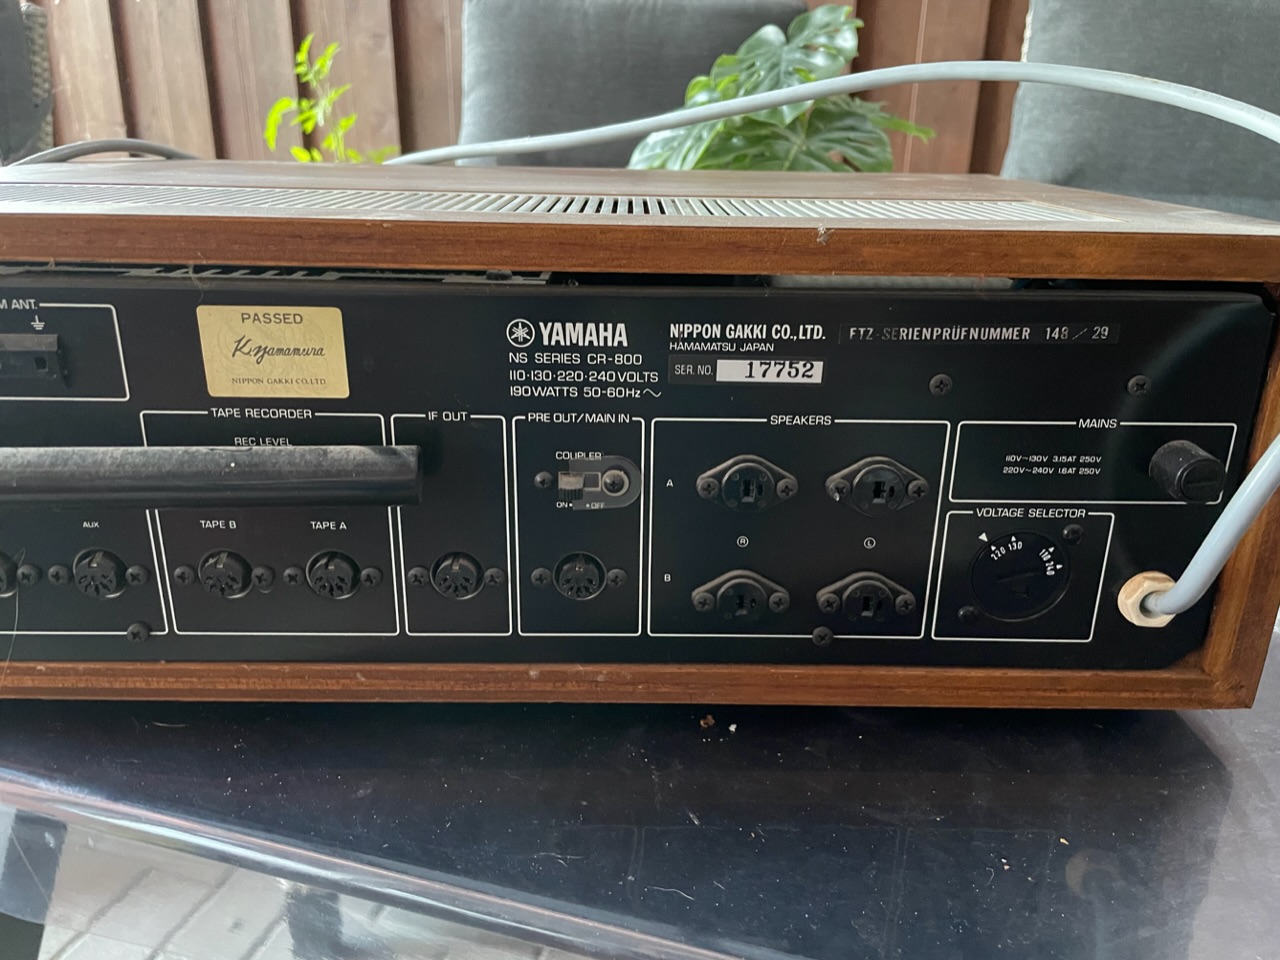 M ANT.
PASSED
K. Yamamura
NIPPON GAKKI CO.LTD.
YAMAHA
NS SERIES CR-800
110·130·220·240 VOLTS
190WATTS 50-60Hz～
NIPPON GAKKI CO.,LTD.
HAMAMATSU JAPAN
SER. NO. 17752
FTZ-SERIENPRÜFNUMMER 148/29
TAPE RECORDER
REC LEVEL
AUX
TAPE B
TAPE A
IF OUT
PRE OUT/MAIN IN
COUPLER
ON• •OFF
SPEAKERS
A
R
L
B
MAINS
110V~130V 3.15AT 250V
220V~240V 1.6AT 250V
VOLTAGE SELECTOR
220 130 110 240